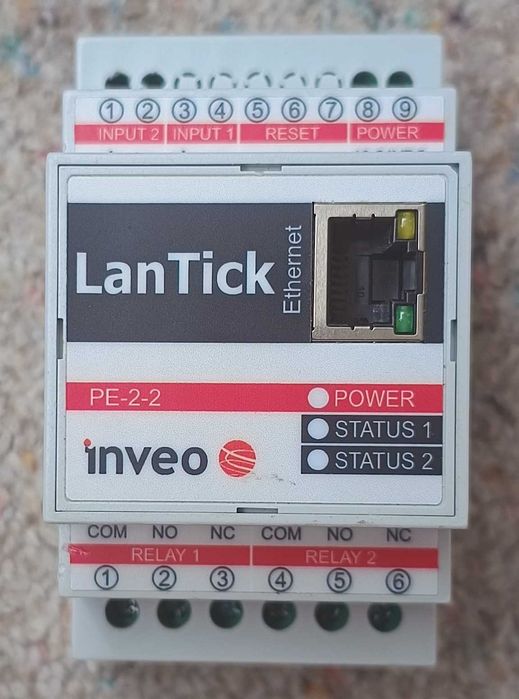 ① ② ③ ④ ⑤ ⑥ ⑦ ⑧ ⑨
INPUT 2 INPUT 1 RESET POWER
LanTick
Ethernet
PE-2-2
POWER
STATUS 1
STATUS 2
inveo
COM NO NC COM NO NC
RELAY 1 RELAY 2
① ② ③ ④ ⑤ ⑥